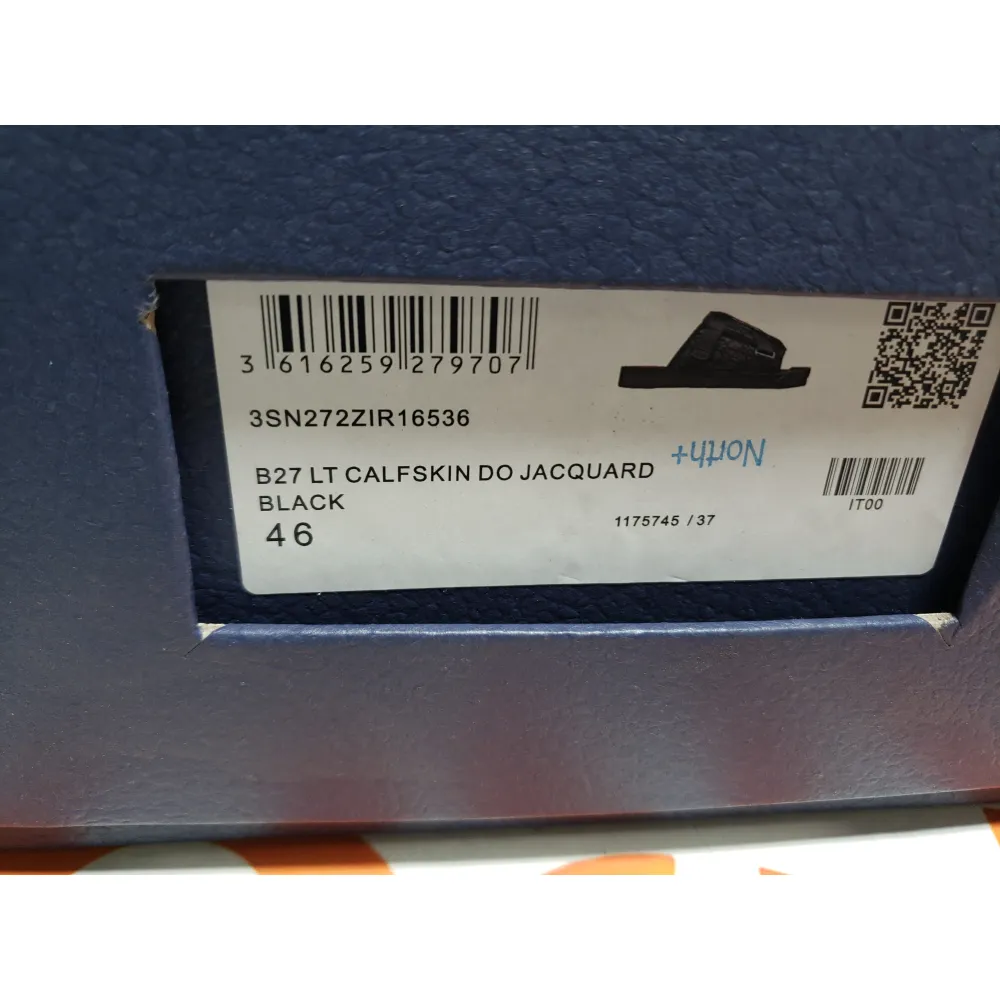 3 616259 279707
3SN272ZIR16536
B27 LT CALFSKIN DO JACQUARD
BLACK
46
North+
1175745 / 37
IT00